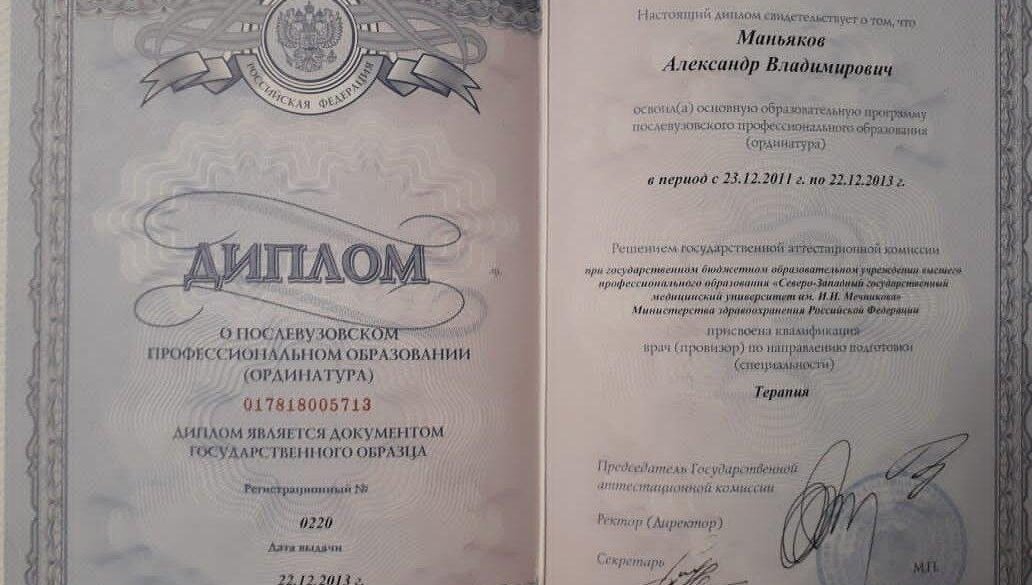 РОССИЙСКАЯ ФЕДЕРАЦИЯ
ДИПЛОМ
О ПОСЛЕВУЗОВСКОМ
ПРОФЕССИОНАЛЬНОМ ОБРАЗОВАНИИ
(ОРДИНАТУРА)
017818005713
ДИПЛОМ ЯВЛЯЕТСЯ ДОКУМЕНТОМ
ГОСУДАРСТВЕННОГО ОБРАЗЦА
Регистрационный №
0220
Дата выдачи
22.12.2013 г.
Настоящий диплом свидетельствует о том, что
Маньяков
Александр Владимирович
освоил(а) основную образовательную программу
послевузовского профессионального образования
(ординатура)
в период с 23.12.2011 г. по 22.12.2013 г.
Решением государственной аттестационной комиссии
при государственном бюджетном образовательном учреждении высшего
профессионального образования «Северо-Западный государственный
медицинский университет им. И.И. Мечникова»
Министерства здравоохранения Российской Федерации
присвоена квалификация
врач (провизор) по направлению подготовки
(специальности)
Терапия
Председатель Государственной
аттестационной комиссии
Ректор (Директор)
Секретарь
М.П.